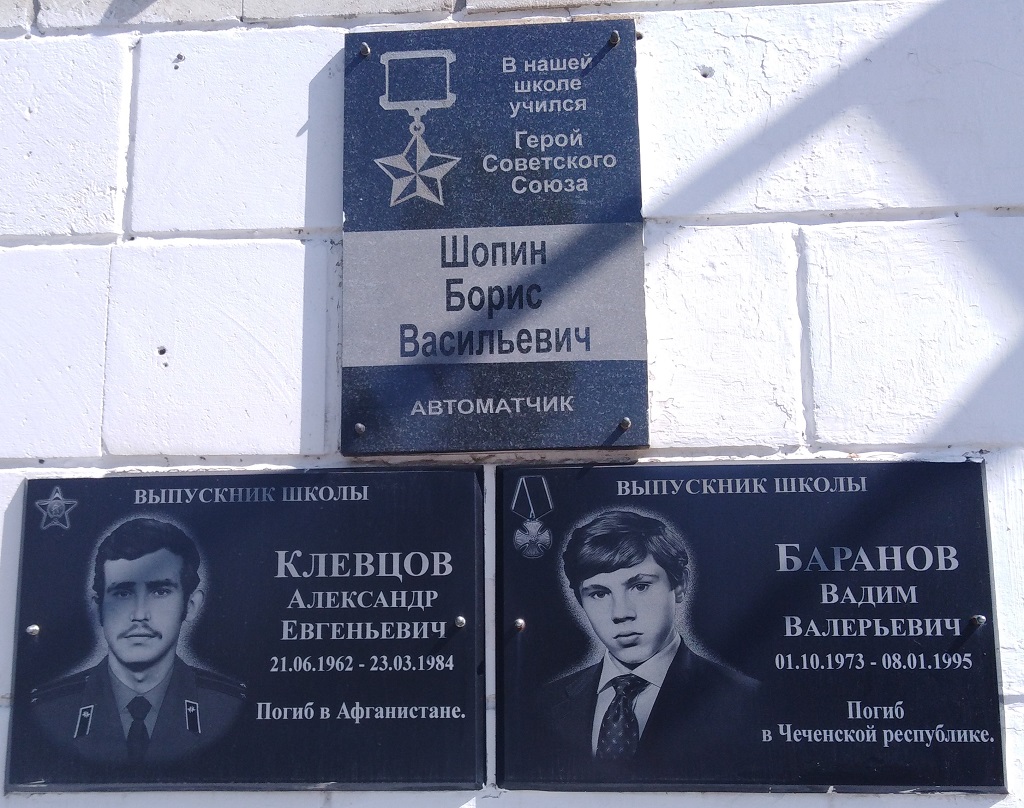 В нашей
школе
учился
Герой
Советского
Союза
Шопин
Борис
Васильевич
АВТОМАТЧИК
ВЫПУСКНИК ШКОЛЫ
КЛЕВЦОВ
АЛЕКСАНДР
ЕВГЕНЬЕВИЧ
21.06.1962 - 23.03.1984
Погиб в Афганистане.
ВЫПУСКНИК ШКОЛЫ
БАРАНОВ
ВАДИМ
ВАЛЕРЬЕВИЧ
01.10.1973 - 08.01.1995
Погиб
в Чеченской республике.